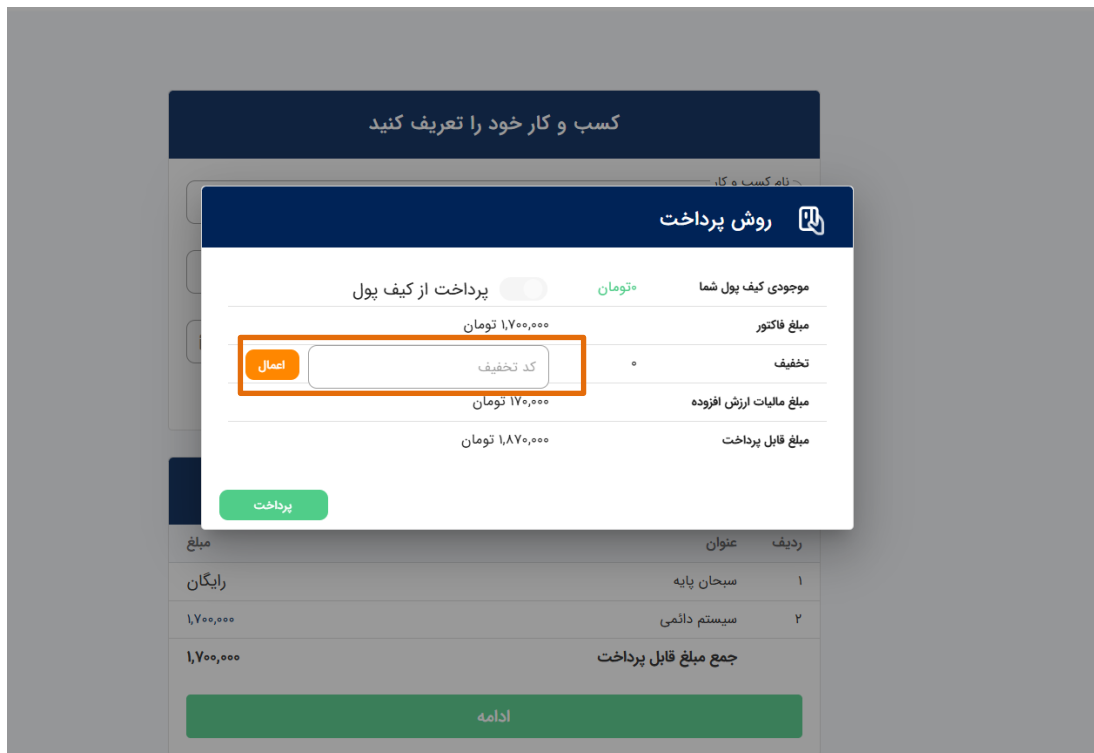 کسب و کار خود را تعریف کنید
نام کسب و کار
روش پرداخت
موجودی کیف پول شما ۰تومان پرداخت از کیف پول
مبلغ فاکتور ۱,۷۰۰,۰۰۰ تومان
تخفیف ۰ کد تخفیف اعمال
مبلغ مالیات ارزش افزوده ۱۷۰,۰۰۰ تومان
مبلغ قابل پرداخت ۱,۸۷۰,۰۰۰ تومان
پرداخت
ردیف عنوان مبلغ
۱ سبحان پایه رایگان
۲ سیستم دائمی ۱,۷۰۰,۰۰۰
جمع مبلغ قابل پرداخت ۱,۷۰۰,۰۰۰
ادامه